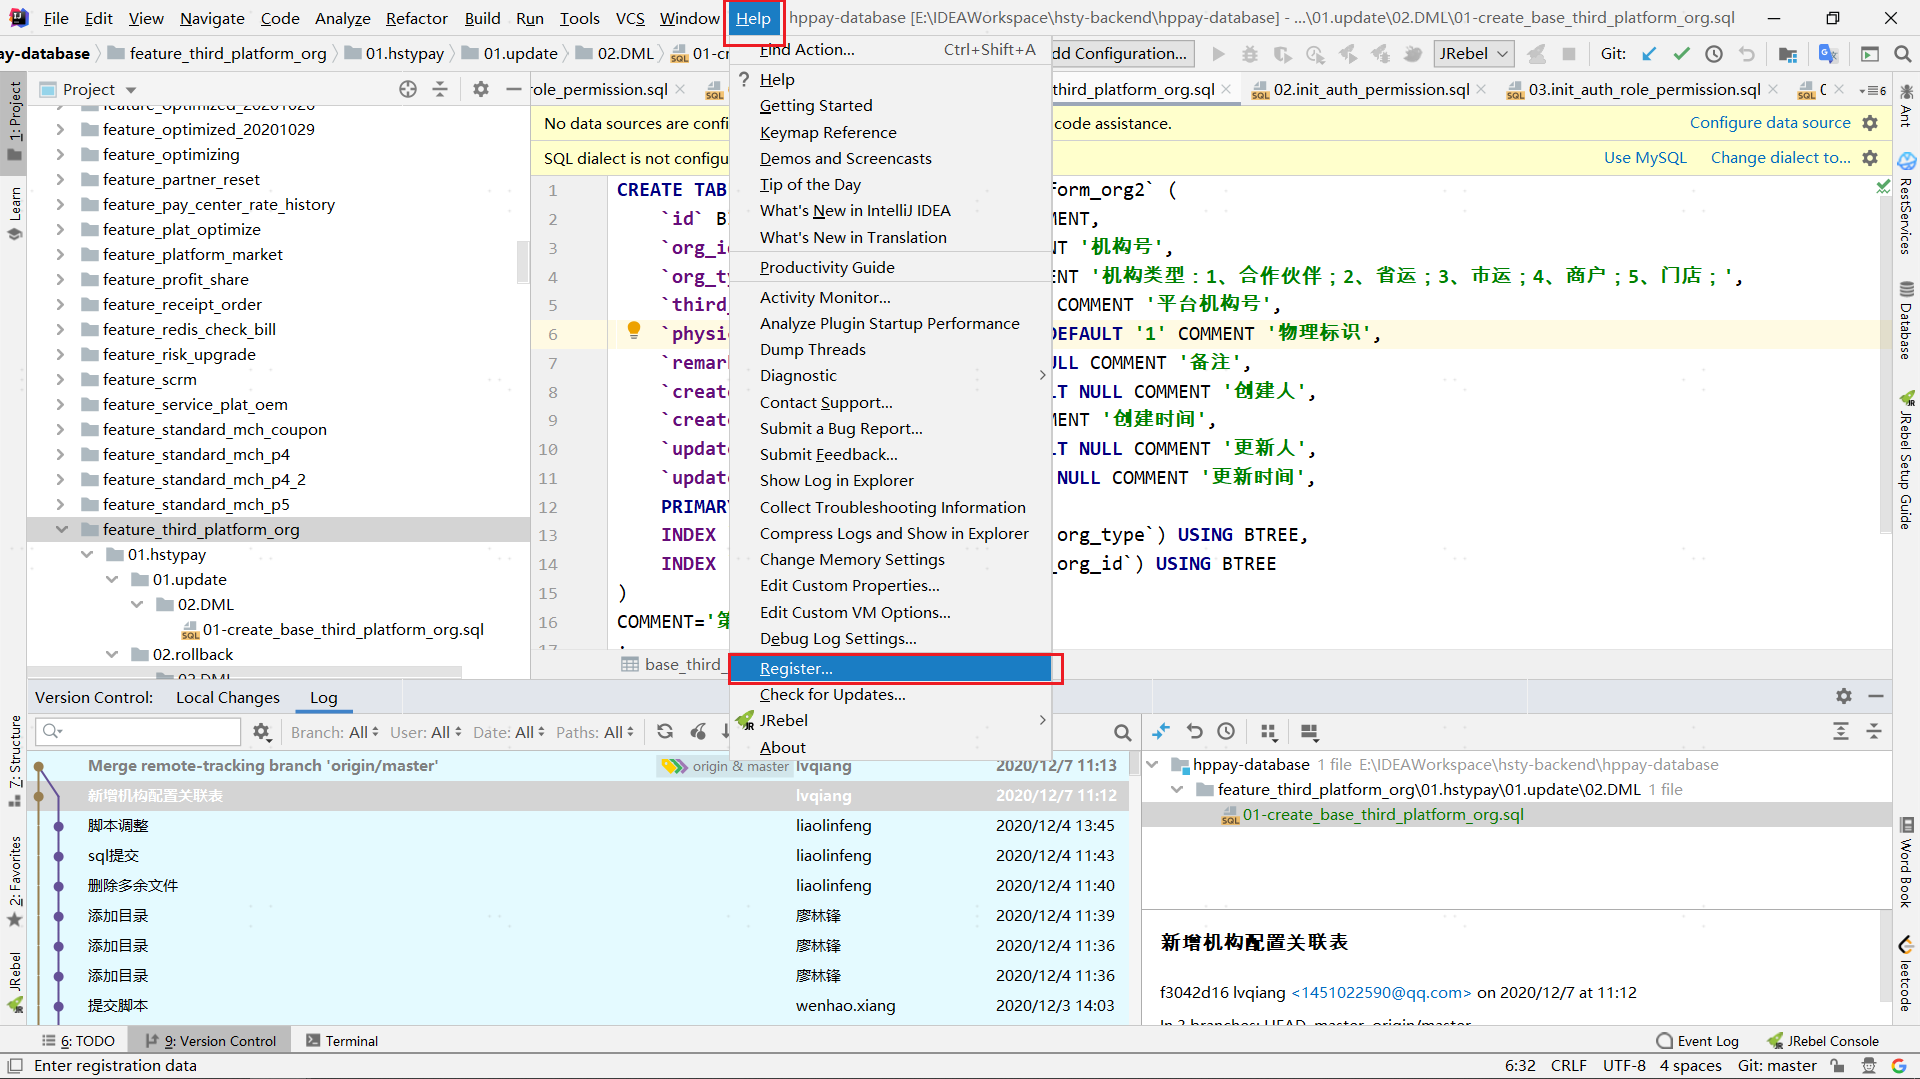 File Edit View Navigate Code Analyze Refactor Build Run Tools VCS Window Help hppay-database [E:\IDEAWorkspace\hsty-backend\hppay-database] - ...\01.update\02.DML\01-create_base_third_platform_org.sql
ay-database feature_third_platform_org 01.hstypay 01.update 02.DML 01-c
dd Configuration... JRebel Git:
Project
ole_permission.sql
third_platform_org.sql 02.init_auth_permission.sql 03.init_auth_role_permission.sql 6
No data sources are confi
code assistance.
Configure data source
SQL dialect is not configu
Use MySQL Change dialect to...
feature_optimized_20201020
feature_optimized_20201029
feature_optimizing
feature_partner_reset
feature_pay_center_rate_history
feature_plat_optimize
feature_platform_market
feature_profit_share
feature_receipt_order
feature_redis_check_bill
feature_risk_upgrade
feature_scrm
feature_service_plat_oem
feature_standard_mch_coupon
feature_standard_mch_p4
feature_standard_mch_p4_2
feature_standard_mch_p5
feature_third_platform_org
01.hstypay
01.update
02.DML
01-create_base_third_platform_org.sql
02.rollback
02.DML
Find Action... Ctrl+Shift+A
? Help
Getting Started
Keymap Reference
Demos and Screencasts
Tip of the Day
What's New in IntelliJ IDEA
What's New in Translation
Productivity Guide
Activity Monitor...
Analyze Plugin Startup Performance
Dump Threads
Diagnostic
Contact Support...
Submit a Bug Report...
Submit Feedback...
Show Log in Explorer
Collect Troubleshooting Information
Compress Logs and Show in Explorer
Change Memory Settings
Edit Custom Properties...
Edit Custom VM Options...
Debug Log Settings...
Register...
Check for Updates...
JRebel
About
1 CREATE TAB form_org2` (
2 `id` B MENT,
3 `org_i NT '机构号',
4 `org_t ENT '机构类型：1、合作伙伴；2、省运；3、市运；4、商户；5、门店；',
5 `third COMMENT '平台机构号',
6 `physi DEFAULT '1' COMMENT '物理标识',
7 `remar ULL COMMENT '备注',
8 `creat LT NULL COMMENT '创建人',
9 `creat MENT '创建时间',
10 `updat LT NULL COMMENT '更新人',
11 `updat NULL COMMENT '更新时间',
12 PRIMAR
13 INDEX org_type`) USING BTREE,
14 INDEX _org_id`) USING BTREE
15 )
16 COMMENT='第
17 ;
base_third_
1: Project
Learn
7: Structure
2: Favorites
JRebel
Ant
RestServices
Database
JRebel Setup Guide
Word Book
leetcode
Version Control: Local Changes Log
Branch: All User: All Date: All Paths: All
Merge remote-tracking branch 'origin/master' origin & master lvqiang 2020/12/7 11:13
新增机构配置关联表 lvqiang 2020/12/7 11:12
脚本调整 liaolinfeng 2020/12/4 13:45
sql提交 liaolinfeng 2020/12/4 11:43
删除多余文件 liaolinfeng 2020/12/4 11:40
添加目录 廖林锋 2020/12/4 11:39
添加目录 廖林锋 2020/12/4 11:36
添加目录 廖林锋 2020/12/4 11:36
提交脚本 wenhao.xiang 2020/12/3 14:03
hppay-database 1 file E:\IDEAWorkspace\hsty-backend\hppay-database
feature_third_platform_org\01.hstypay\01.update\02.DML 1 file
01-create_base_third_platform_org.sql
新增机构配置关联表
f3042d16 lvqiang <1451022590@qq.com> on 2020/12/7 at 11:12
In 3 branches: HEAD, master, origin/master
6: TODO 9: Version Control Terminal
Event Log JRebel Console
Enter registration data
6:32 CRLF UTF-8 4 spaces Git: master